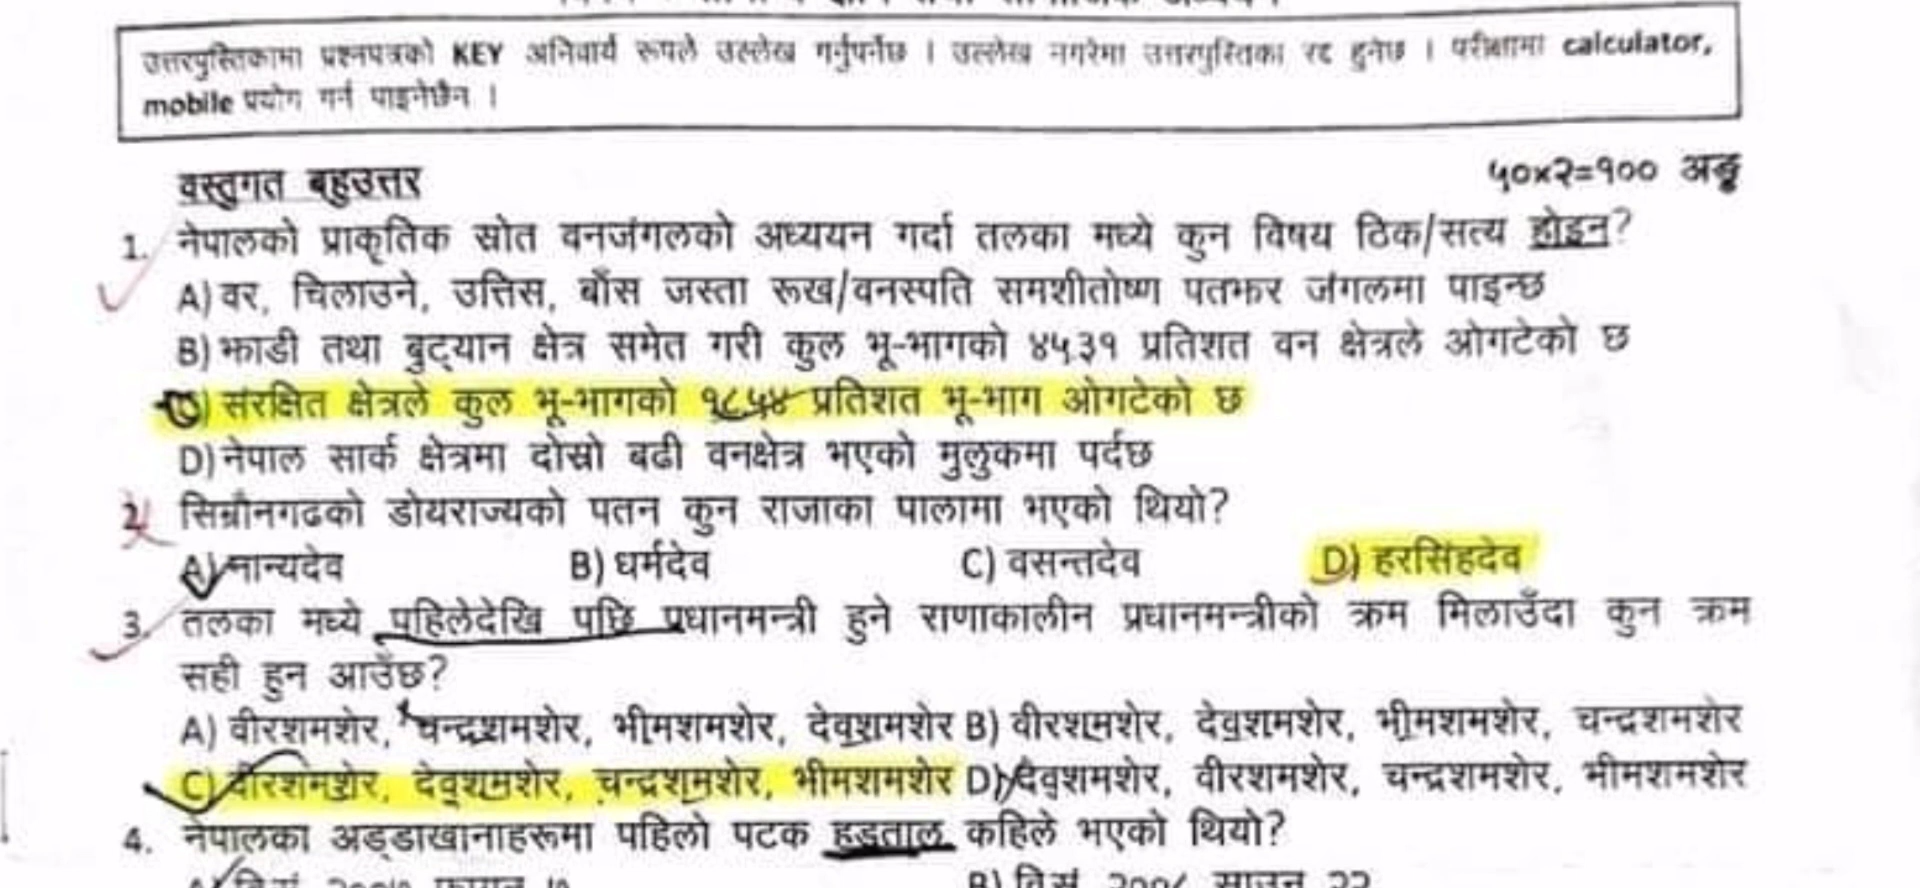 उत्तरपुस्तिकामा प्रश्नपत्रको KEY अनिवार्य रूपले उल्लेख गर्नुपर्नेछ । उल्लेख नगरेमा उत्तरपुस्तिका रद्द हुनेछ । परीक्षामा calculator,
mobile प्रयोग गर्न पाइनेछैन ।
वस्तुगत बहुउत्तर ५०×२=१०० अङ्क
1. नेपालको प्राकृतिक स्रोत वनजंगलको अध्ययन गर्दा तलका मध्ये कुन विषय ठिक/सत्य होइन?
A) वर, चिलाउने, उत्तिस, बाँस जस्ता रूख/वनस्पति समशीतोष्ण पतझर जंगलमा पाइन्छ
B) झाडी तथा बुट्यान क्षेत्र समेत गरी कुल भू-भागको ४५.३१ प्रतिशत वन क्षेत्रले ओगटेको छ
C) संरक्षित क्षेत्रले कुल भू-भागको १८.५४ प्रतिशत भू-भाग ओगटेको छ
D) नेपाल सार्क क्षेत्रमा दोस्रो बढी वनक्षेत्र भएको मुलुकमा पर्दछ
2. सिम्रौनगढको डोयराज्यको पतन कुन राजाका पालामा भएको थियो?
A) नान्यदेव B) धर्मदेव C) वसन्तदेव D) हरसिंहदेव
3. तलका मध्ये पहिलेदेखि पछि प्रधानमन्त्री हुने राणाकालीन प्रधानमन्त्रीको क्रम मिलाउँदा कुन क्रम
सही हुन आउँछ?
A) वीरशमशेर, चन्द्रशमशेर, भीमशमशेर, देवशमशेर B) वीरशमशेर, देवशमशेर, भीमशमशेर, चन्द्रशमशेर
C) वीरशमशेर, देवशमशेर, चन्द्रशमशेर, भीमशमशेर D) देवशमशेर, वीरशमशेर, चन्द्रशमशेर, भीमशमशेर
4. नेपालका अड्डाखानाहरूमा पहिलो पटक हडताल कहिले भएको थियो?